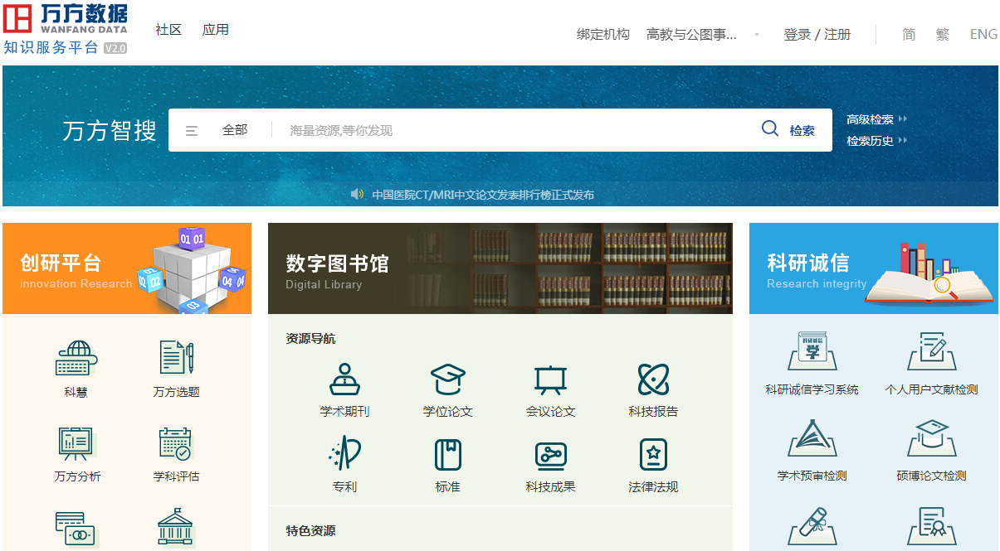 万方数据
WANFANG DATA
知识服务平台 V2.0
社区 应用
绑定机构 高教与公图事... 登录 / 注册 简 繁 ENG
万方智搜
全部 海量资源,等你发现 检索
高级检索
检索历史
中国医院CT/MRI中文论文发表排行榜正式发布
创研平台
innovation Research
01 01
02 02
04 04
03
科慧 万方选题
万方分析 学科评估
数字图书馆
Digital Library
资源导航
学术期刊 学位论文 会议论文 科技报告
专利 标准 科技成果 法律法规
特色资源
科研诚信
Research integrity
科研诚信
科研诚信学习系统 个人用户文献检测
学术预审检测 硕博论文检测